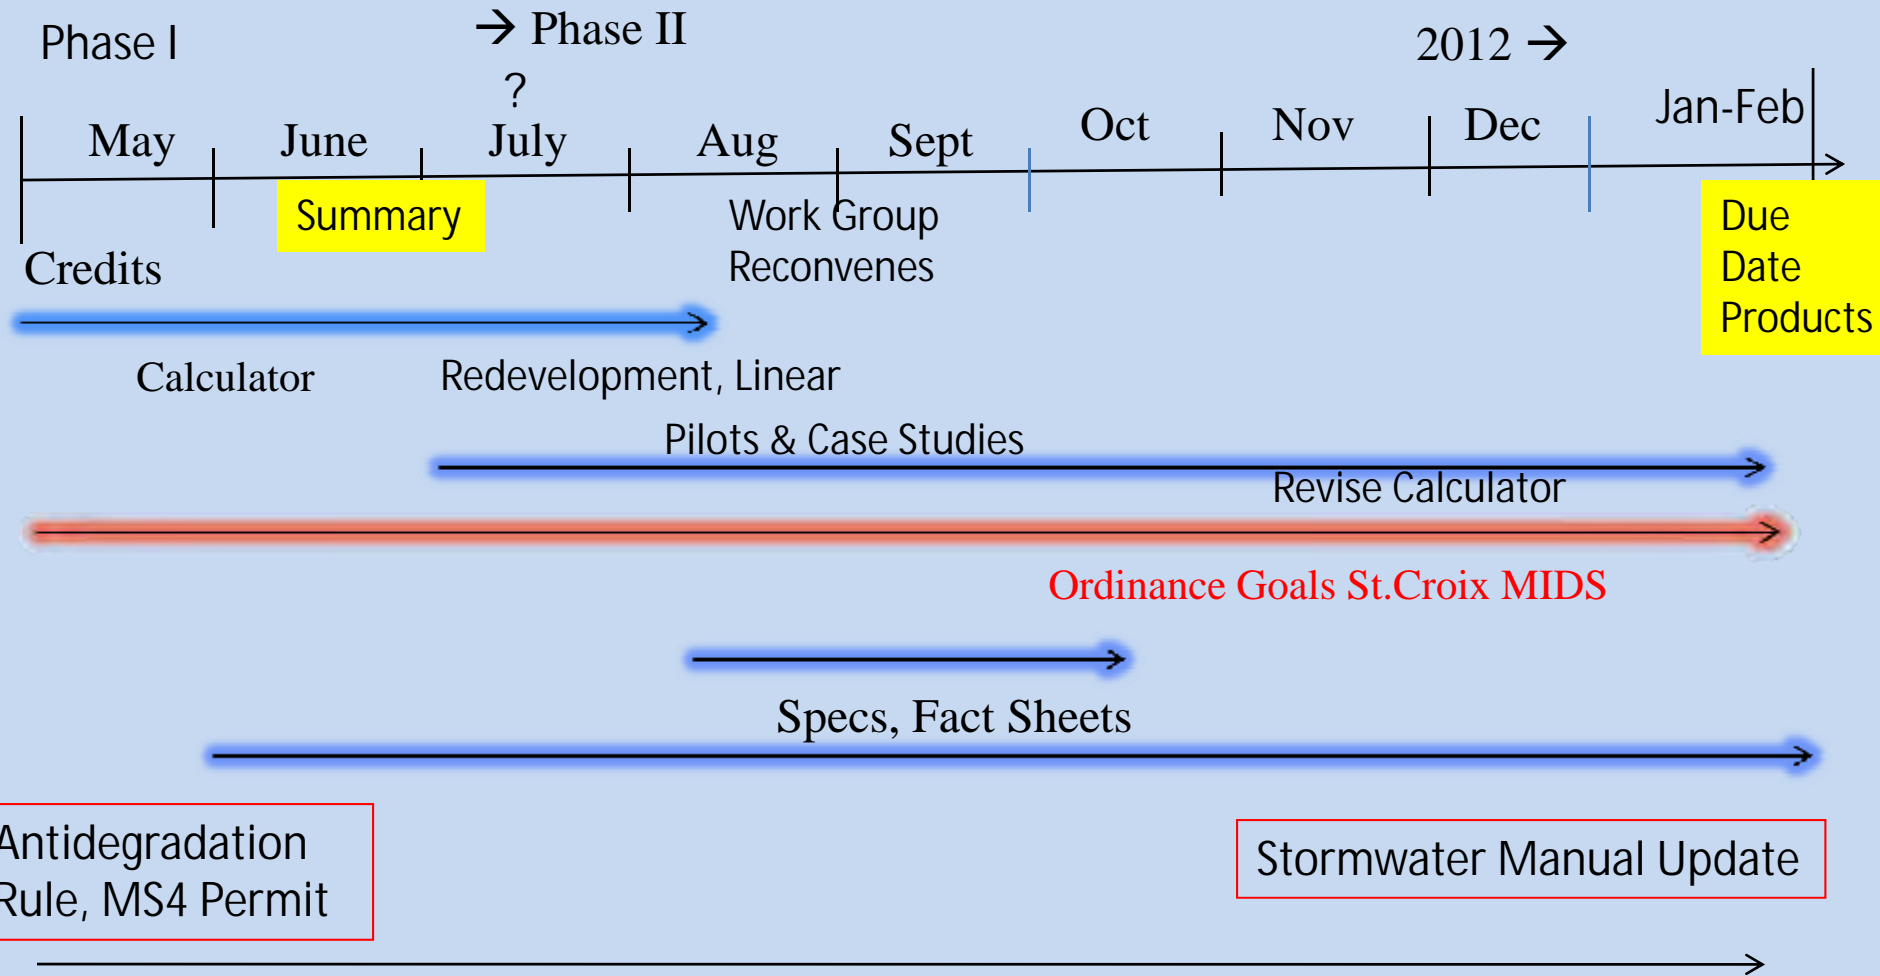 Phase I
→ Phase II
2012 →
?
May
June
July
Aug
Sept
Oct
Nov
Dec
Jan-Feb
Summary
Work Group
Reconvenes
Due
Date
Products
Credits
Calculator
Redevelopment, Linear
Pilots & Case Studies
Revise Calculator
Ordinance Goals St.Croix MIDS
Specs, Fact Sheets
Antidegradation
Rule, MS4 Permit
Stormwater Manual Update